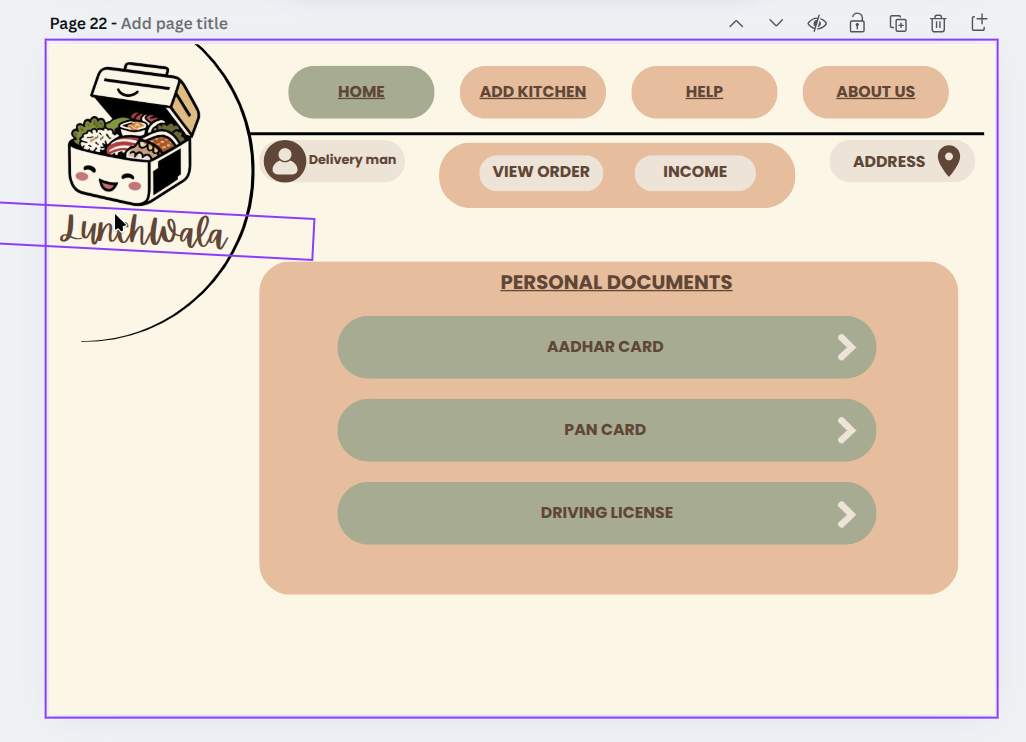 Page 22 - Add page title
HOME
ADD KITCHEN
HELP
ABOUT US
Delivery man
VIEW ORDER
INCOME
ADDRESS
LunchWala
PERSONAL DOCUMENTS
AADHAR CARD
PAN CARD
DRIVING LICENSE